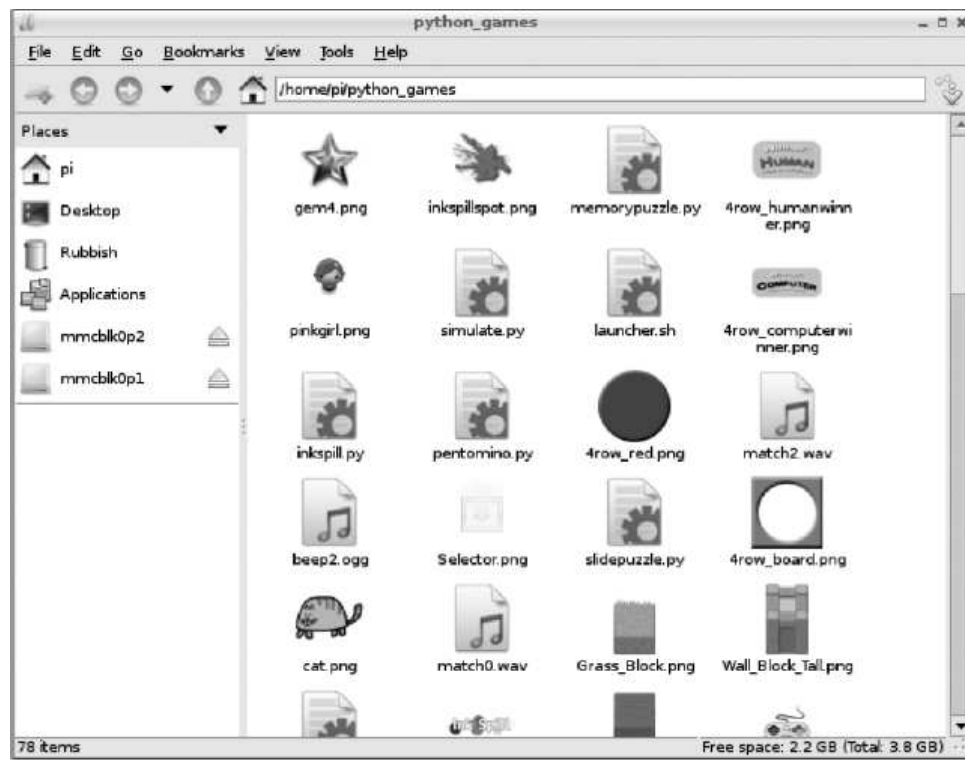 python_games
File Edit Go Bookmarks View Tools Help
/home/pi/python_games
Places
pi
Desktop
Rubbish
Applications
mmcblk0p2
mmcblk0p1
HUMAN
gem4.png inkspillspot.png memorypuzzle.py 4row_humanwinn
er.png
COMPUTER
pinkgirl.png simulate.py launcher.sh 4row_computerwi
nner.png
inkspill.py pentomino.py 4row_red.png match2.wav
beep2.ogg Selector.png slidepuzzle.py 4row_board.png
cat.png match0.wav Grass_Block.png Wall_Block_Tall.png
Ink Spill
78 items Free space: 2.2 GB (Total: 3.8 GB)